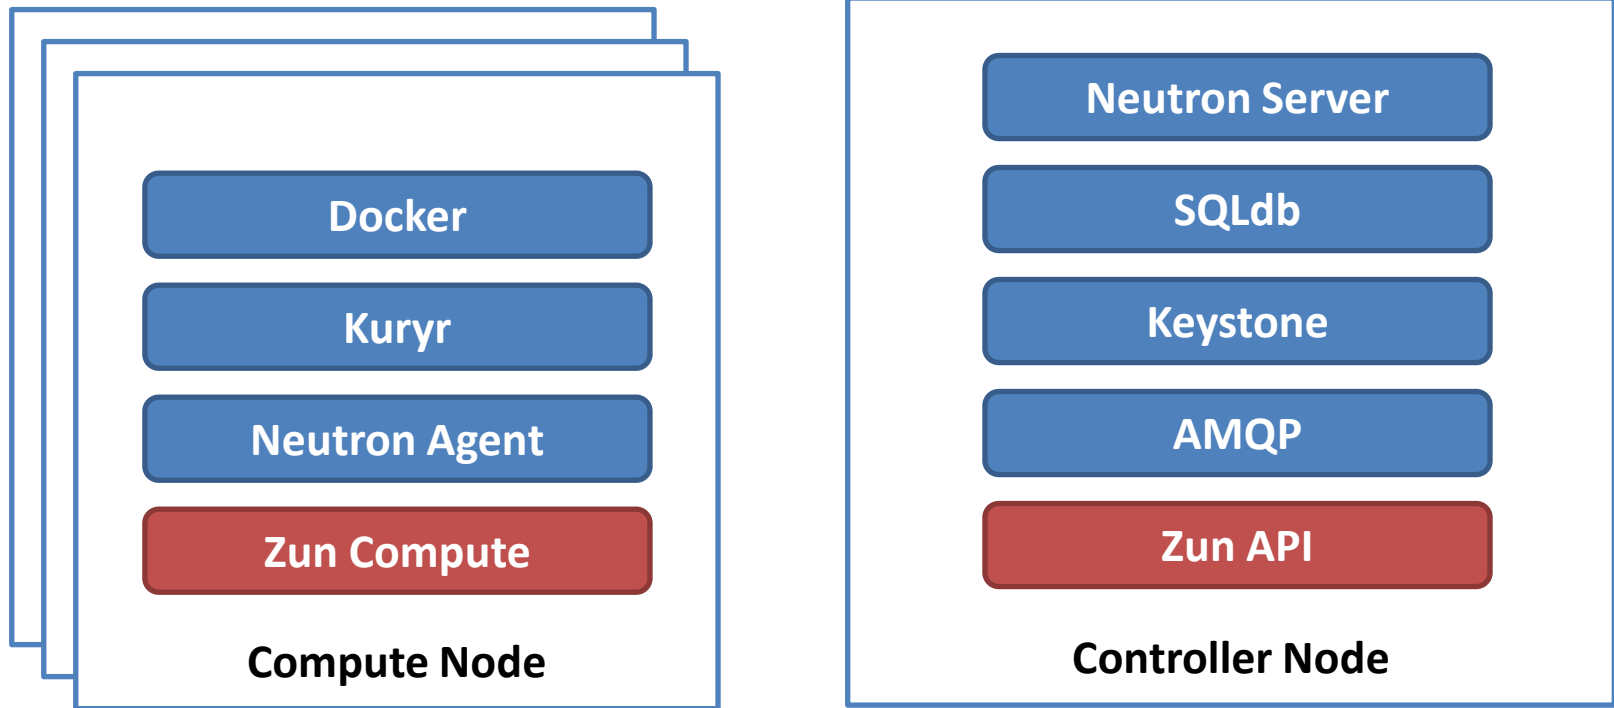 Docker
Kuryr
Neutron Agent
Zun Compute
Compute Node
Neutron Server
SQLdb
Keystone
AMQP
Zun API
Controller Node